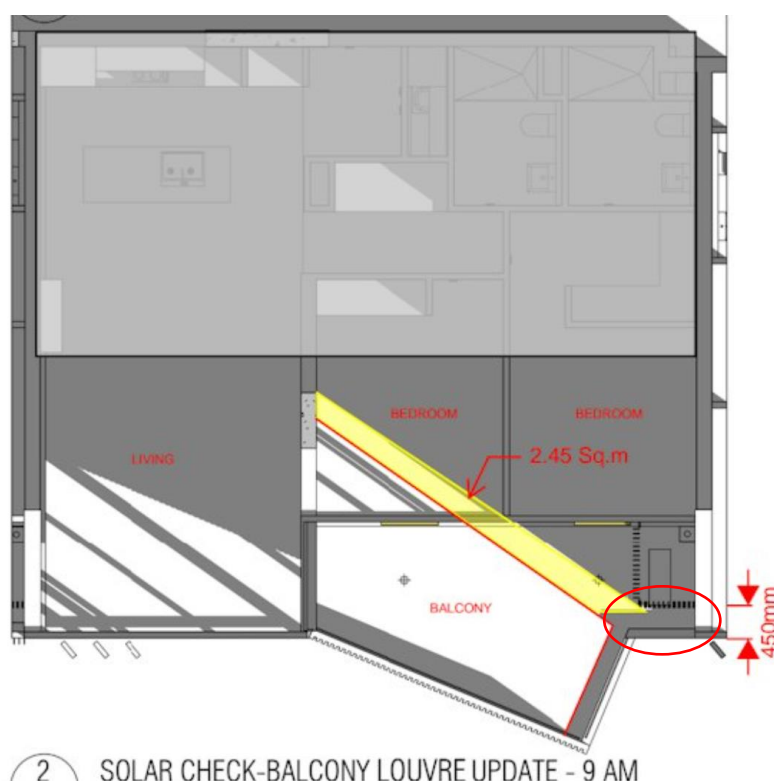 BEDROOM
BEDROOM
LIVING
2.45 Sq.m
BALCONY
450mm
2 SOLAR CHECK-BALCONY LOUVRE UPDATE - 9 AM